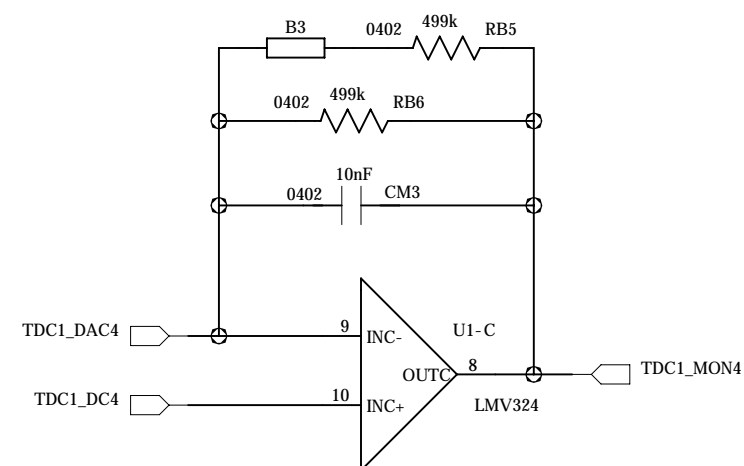 B3 0402 499k RB5
0402 499k RB6
10nF
0402 CM3
TDC1_DAC4 9 INC- U1-C
OUTC 8 TDC1_MON4
TDC1_DC4 10 INC+ LMV324